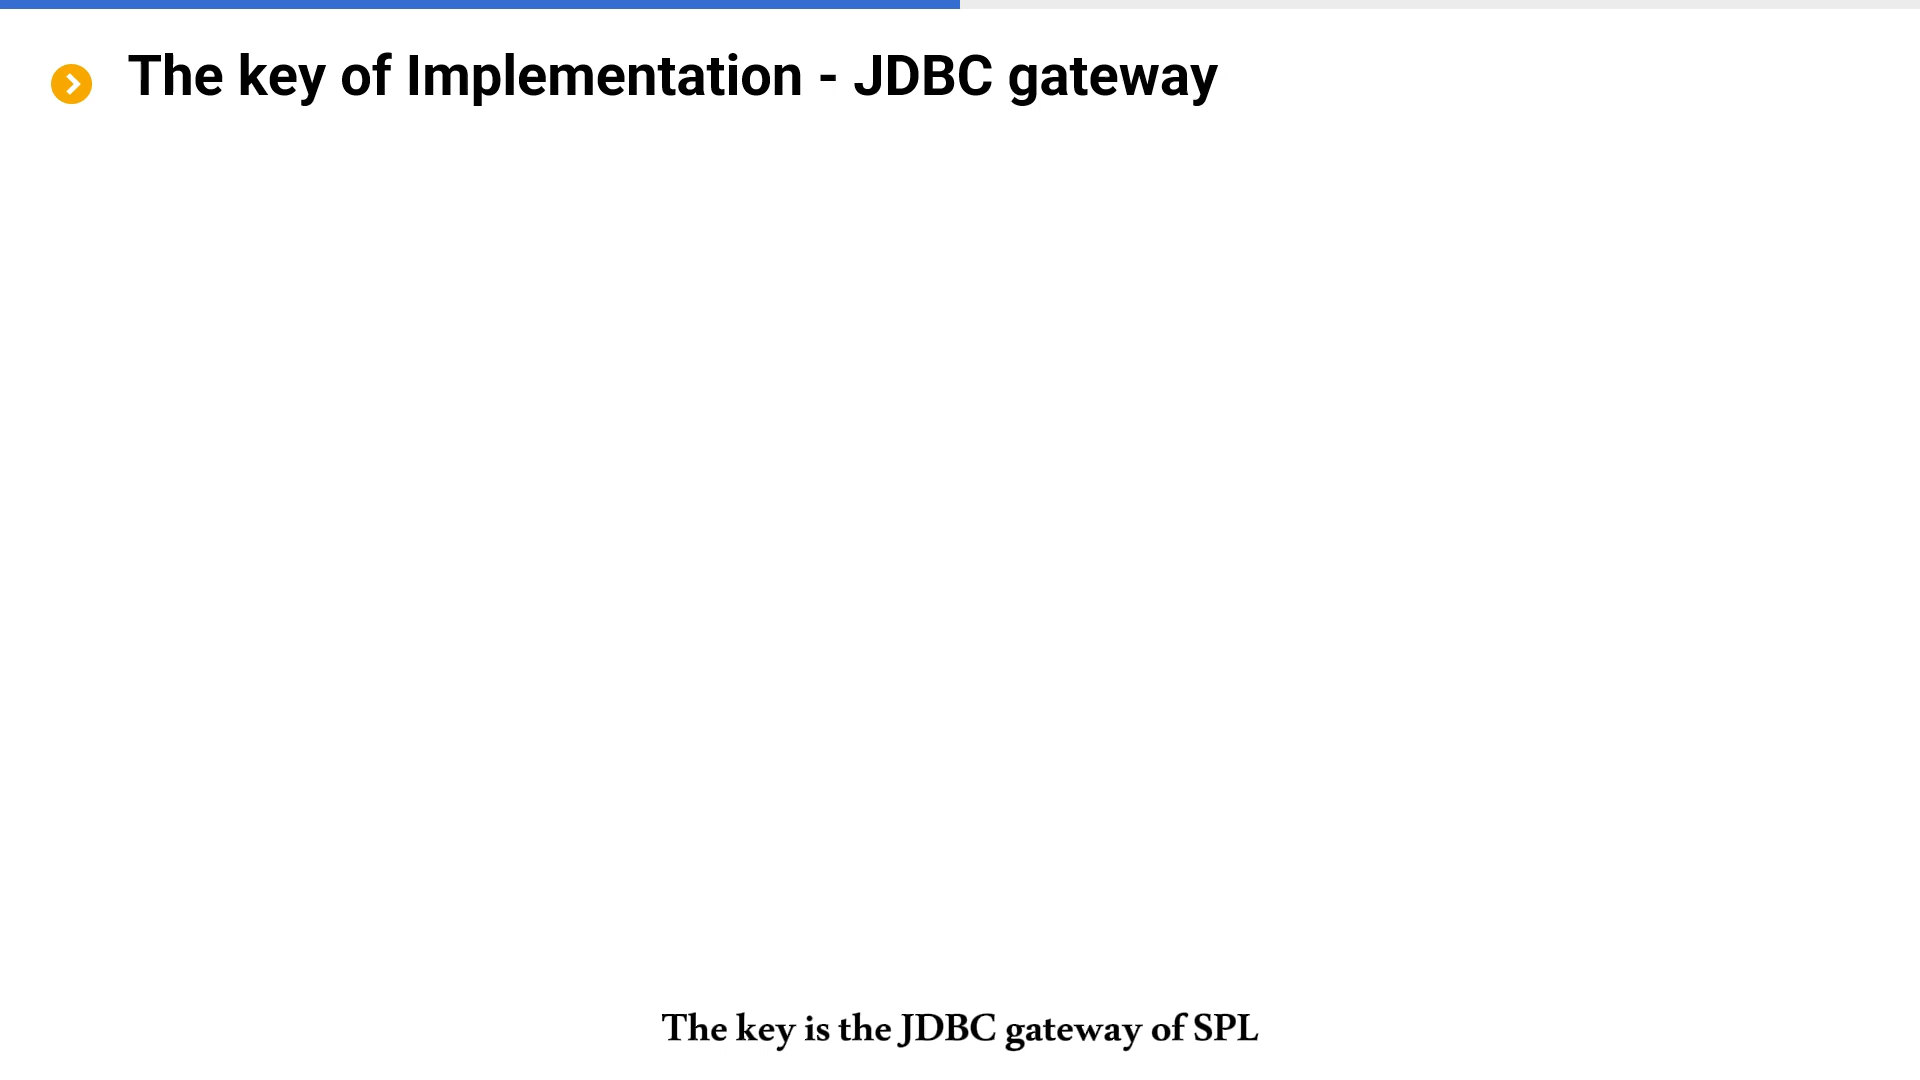 The key of Implementation - JDBC gateway
The key is the JDBC gateway of SPL